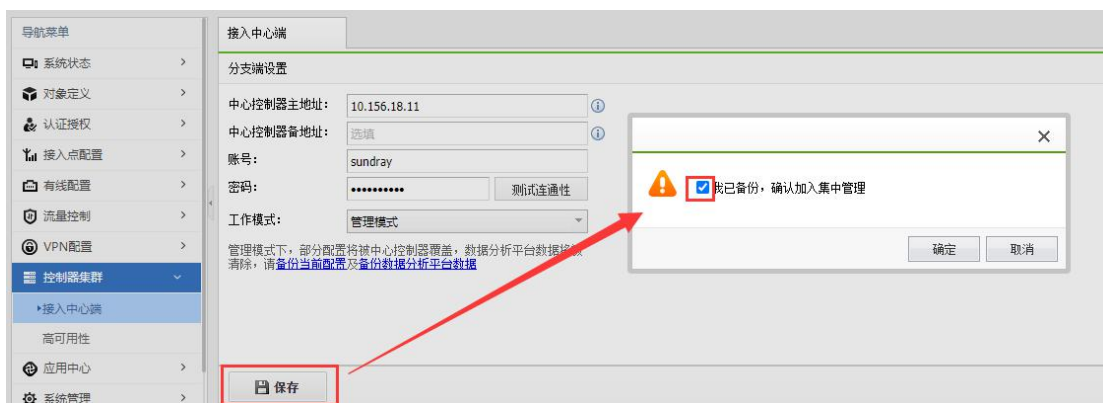 导航菜单
系统状态
对象定义
认证授权
接入点配置
有线配置
流量控制
VPN配置
控制器集群
接入中心端
高可用性
应用中心
系统管理
接入中心端
分支端设置
中心控制器主地址： 10.156.18.11
中心控制器备地址： 选填
账号： sundray
密码： •••••••••• 测试连通性
工作模式： 管理模式
管理模式下，部分配置将被中心控制器覆盖，数据分析平台数据将被
清除，请备份当前配置及备份数据分析平台数据
保存
我已备份，确认加入集中管理
确定 取消